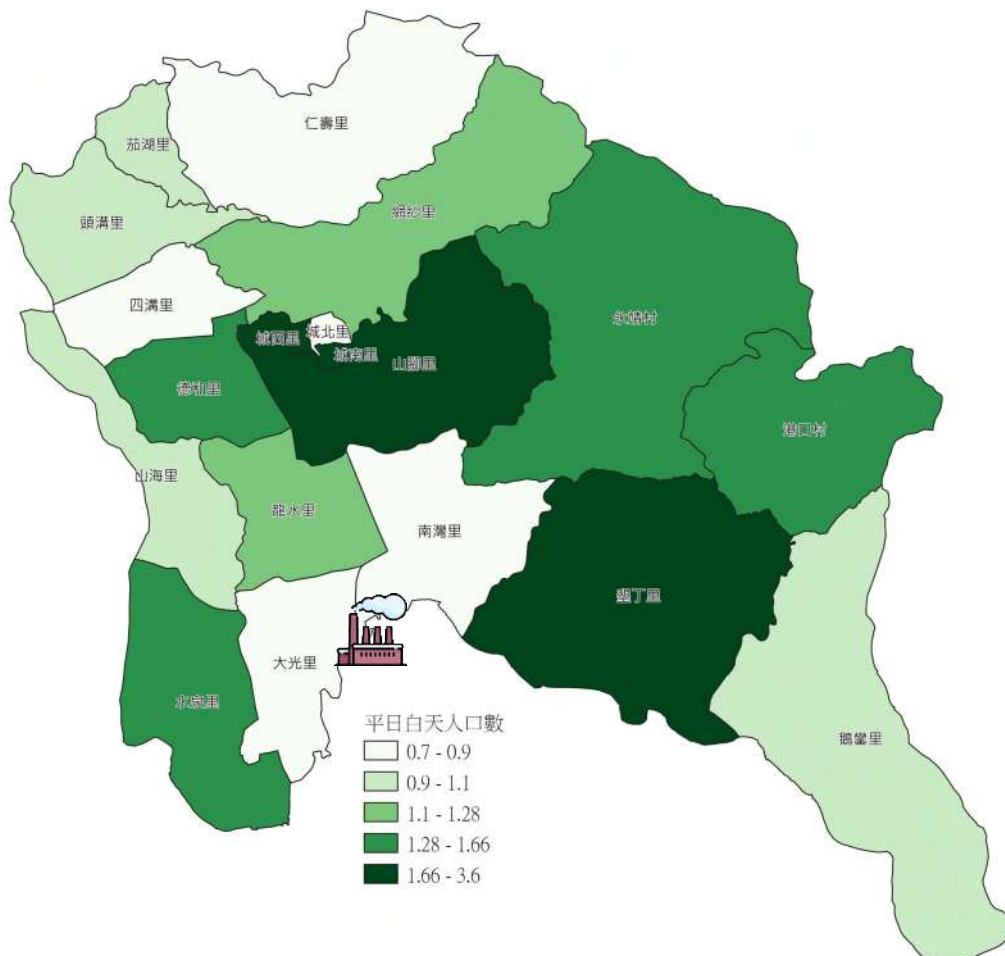 仁壽里
茄湖里
頭溝里
網紗里
四溝里
永靖村
城西里
城北里
城南里
山腳里
德和里
港口村
山海里
龍水里
南灣里
墾丁里
大光里
水泉里
鵝鑾里
平日白天人口數
0.7 - 0.9
0.9 - 1.1
1.1 - 1.28
1.28 - 1.66
1.66 - 3.6